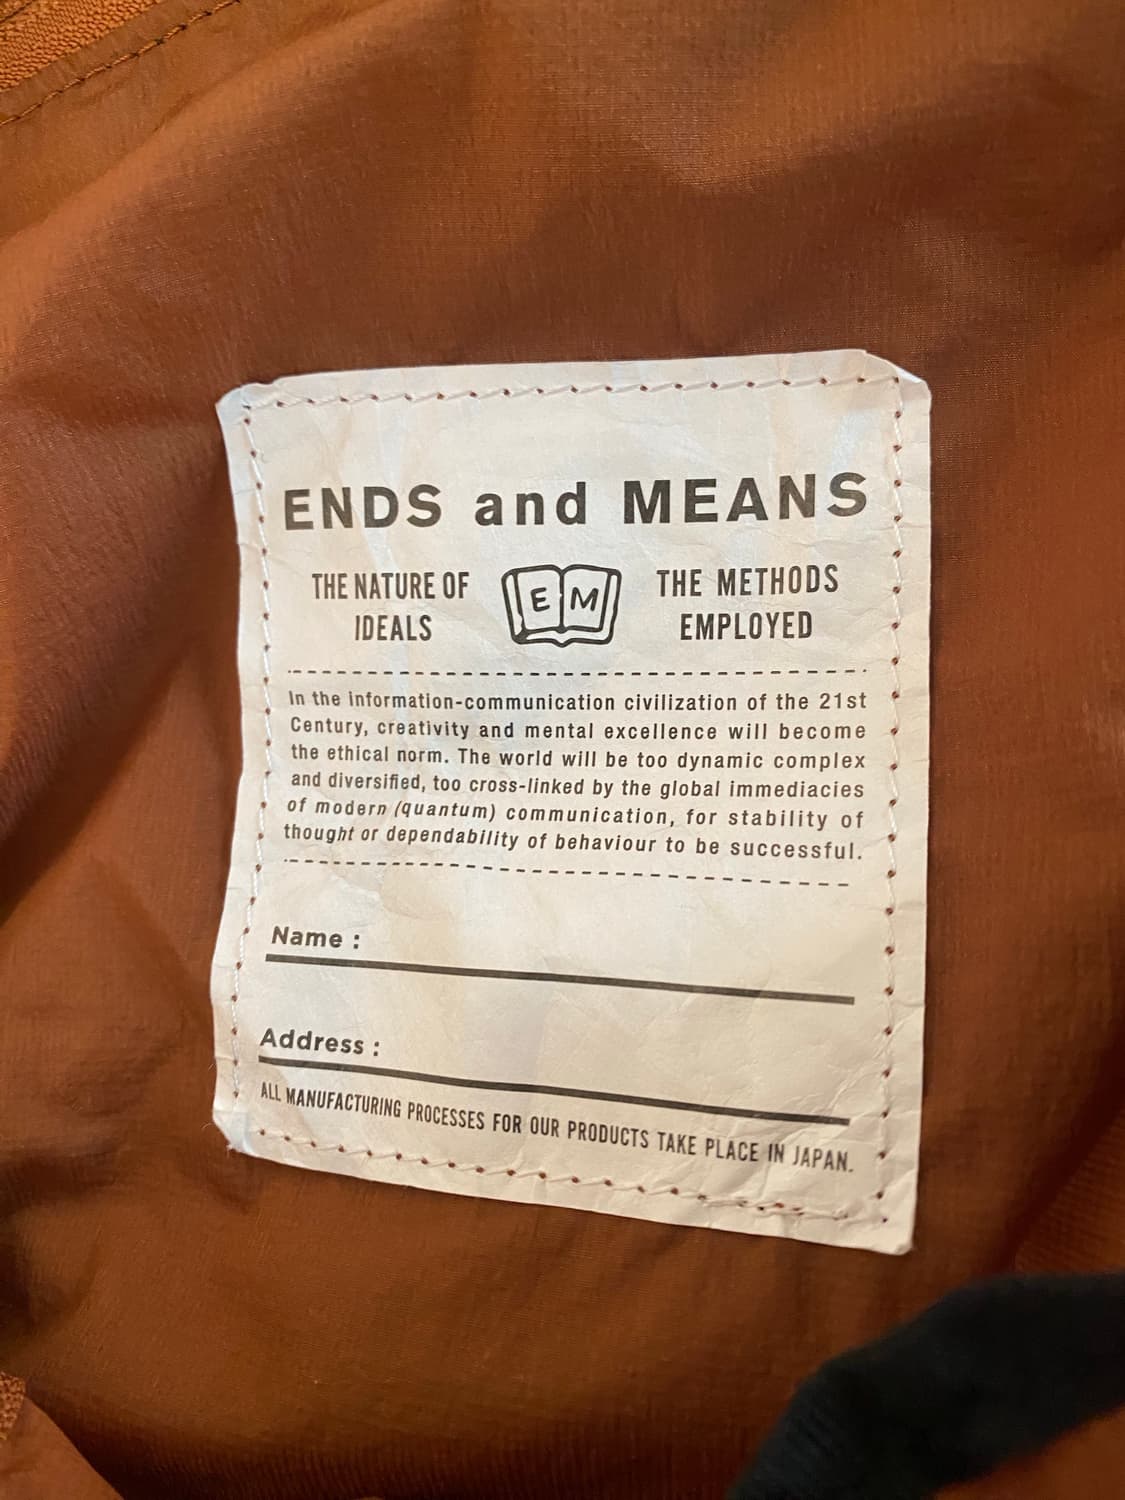 ENDS and MEANS
THE NATURE OF
IDEALS
E M
THE METHODS
EMPLOYED
In the information-communication civilization of the 21st
Century, creativity and mental excellence will become
the ethical norm. The world will be too dynamic complex
and diversified, too cross-linked by the global immediacies
of modern (quantum) communication, for stability of
thought or dependability of behaviour to be successful.
Name :
Address :
ALL MANUFACTURING PROCESSES FOR OUR PRODUCTS TAKE PLACE IN JAPAN.